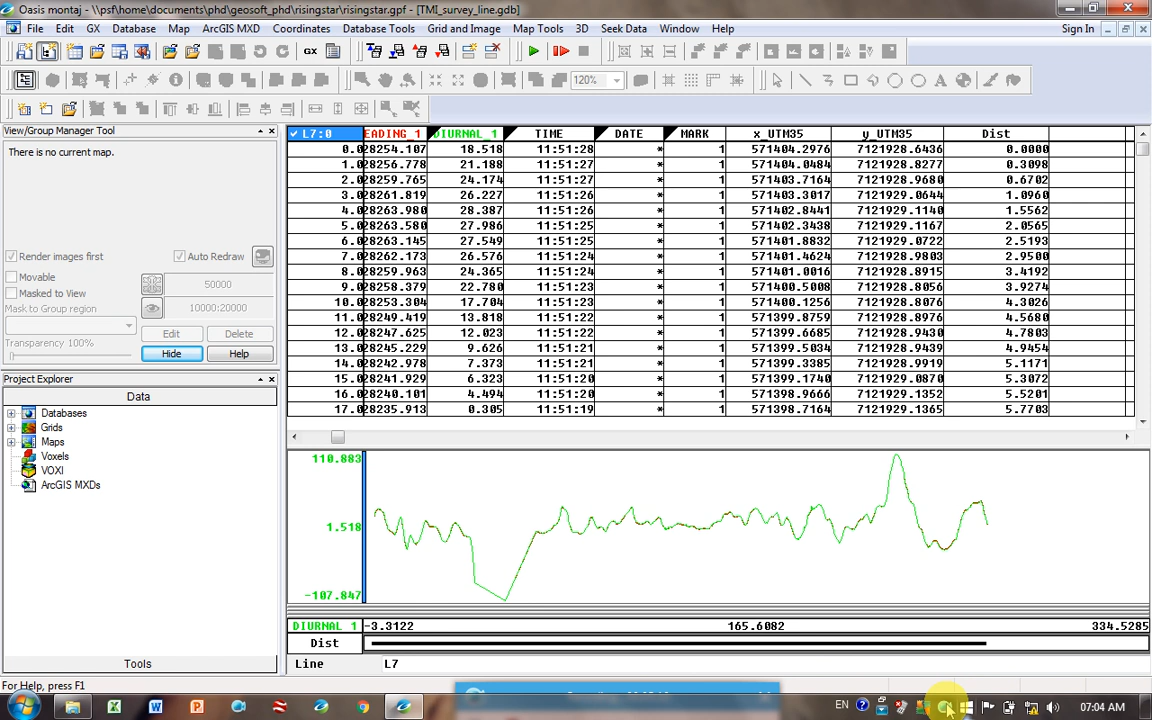 Oasis montaj - \\psf\home\documents\phd\geosoft_phd\risingstar\risingstar.gpf - [TMI_survey_line.gdb]
File Edit GX Database Map ArcGIS MXD Coordinates Database Tools Grid and Image Map Tools 3D Seek Data Window Help Sign In
GX
120%
View/Group Manager Tool
There is no current map.
Render images first Auto Redraw
Movable 50000
Masked to View
Mask to Group region 10000:20000
Edit Delete
Transparency 100%
Hide Help
Project Explorer
Data
Databases
Grids
Maps
Voxels
VOXI
ArcGIS MXDs
Tools
L7:0 EADING_1 DIURNAL_1 TIME DATE MARK x_UTM35 y_UTM35 Dist
0.0 28254.107 18.518 11:51:28 * 1 571404.2976 7121928.6436 0.0000
1.0 28256.778 21.188 11:51:27 * 1 571404.0484 7121928.8277 0.3098
2.0 28259.765 24.174 11:51:27 * 1 571403.7164 7121928.9680 0.6702
3.0 28261.819 26.227 11:51:26 * 1 571403.3017 7121929.0644 1.0960
4.0 28263.980 28.387 11:51:26 * 1 571402.8441 7121929.1140 1.5562
5.0 28263.580 27.986 11:51:25 * 1 571402.3438 7121929.1167 2.0565
6.0 28263.145 27.549 11:51:25 * 1 571401.8832 7121929.0722 2.5193
7.0 28262.173 26.576 11:51:24 * 1 571401.4624 7121928.9803 2.9500
8.0 28259.963 24.365 11:51:24 * 1 571401.0016 7121928.8915 3.4192
9.0 28258.379 22.780 11:51:23 * 1 571400.5008 7121928.8056 3.9274
10.0 28253.304 17.704 11:51:23 * 1 571400.1256 7121928.8076 4.3026
11.0 28249.419 13.818 11:51:22 * 1 571399.8759 7121928.8976 4.5680
12.0 28247.625 12.023 11:51:22 * 1 571399.6685 7121928.9430 4.7803
13.0 28245.229 9.626 11:51:21 * 1 571399.5034 7121928.9439 4.9454
14.0 28242.978 7.373 11:51:21 * 1 571399.3385 7121928.9919 5.1171
15.0 28241.929 6.323 11:51:20 * 1 571399.1740 7121929.0870 5.3072
16.0 28240.101 4.494 11:51:20 * 1 571398.9666 7121929.1352 5.5201
17.0 28235.913 0.305 11:51:19 * 1 571398.7164 7121929.1365 5.7703
110.883
1.518
-107.847
DIURNAL 1 -3.3122 165.6082 334.5285
Dist
Line L7
For Help, press F1
EN 07:04 AM